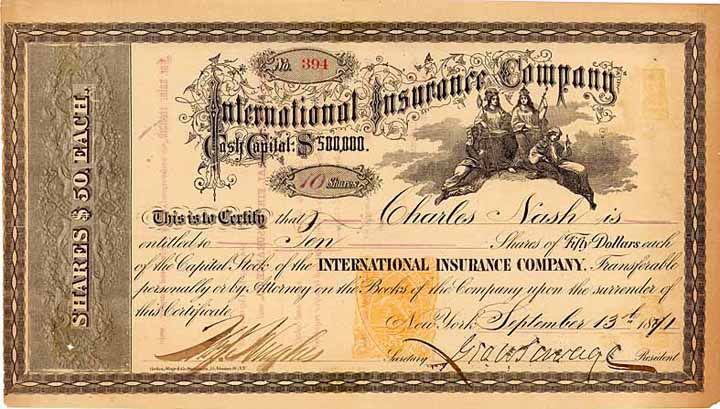 No. 394
International Insurance Company
Cash Capital: $500,000.
10 Shares
SHARES $50, EACH.
This is to Certify that Charles Nash is
entitled to Ten Shares of Fifty Dollars each
of the Capital Stock of the INTERNATIONAL INSURANCE COMPANY. Transferable
personally or by Attorney on the Books of the Company upon the surrender of
this Certificate. New York September 13th 1871
Secretary President